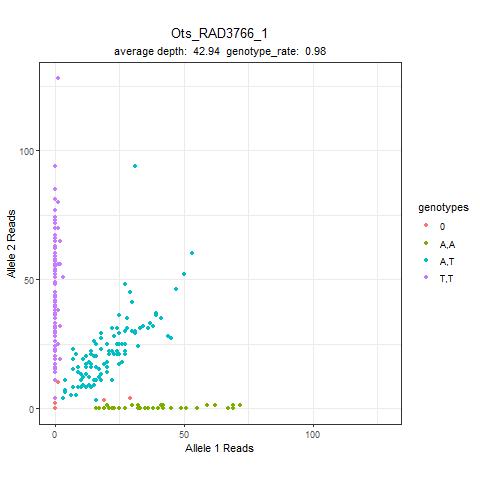 Ots_RAD3766_1
average depth: 42.94 genotype_rate: 0.98
Allele 2 Reads
100
50
0
0
50
100
Allele 1 Reads
genotypes
0
A,A
A,T
T,T